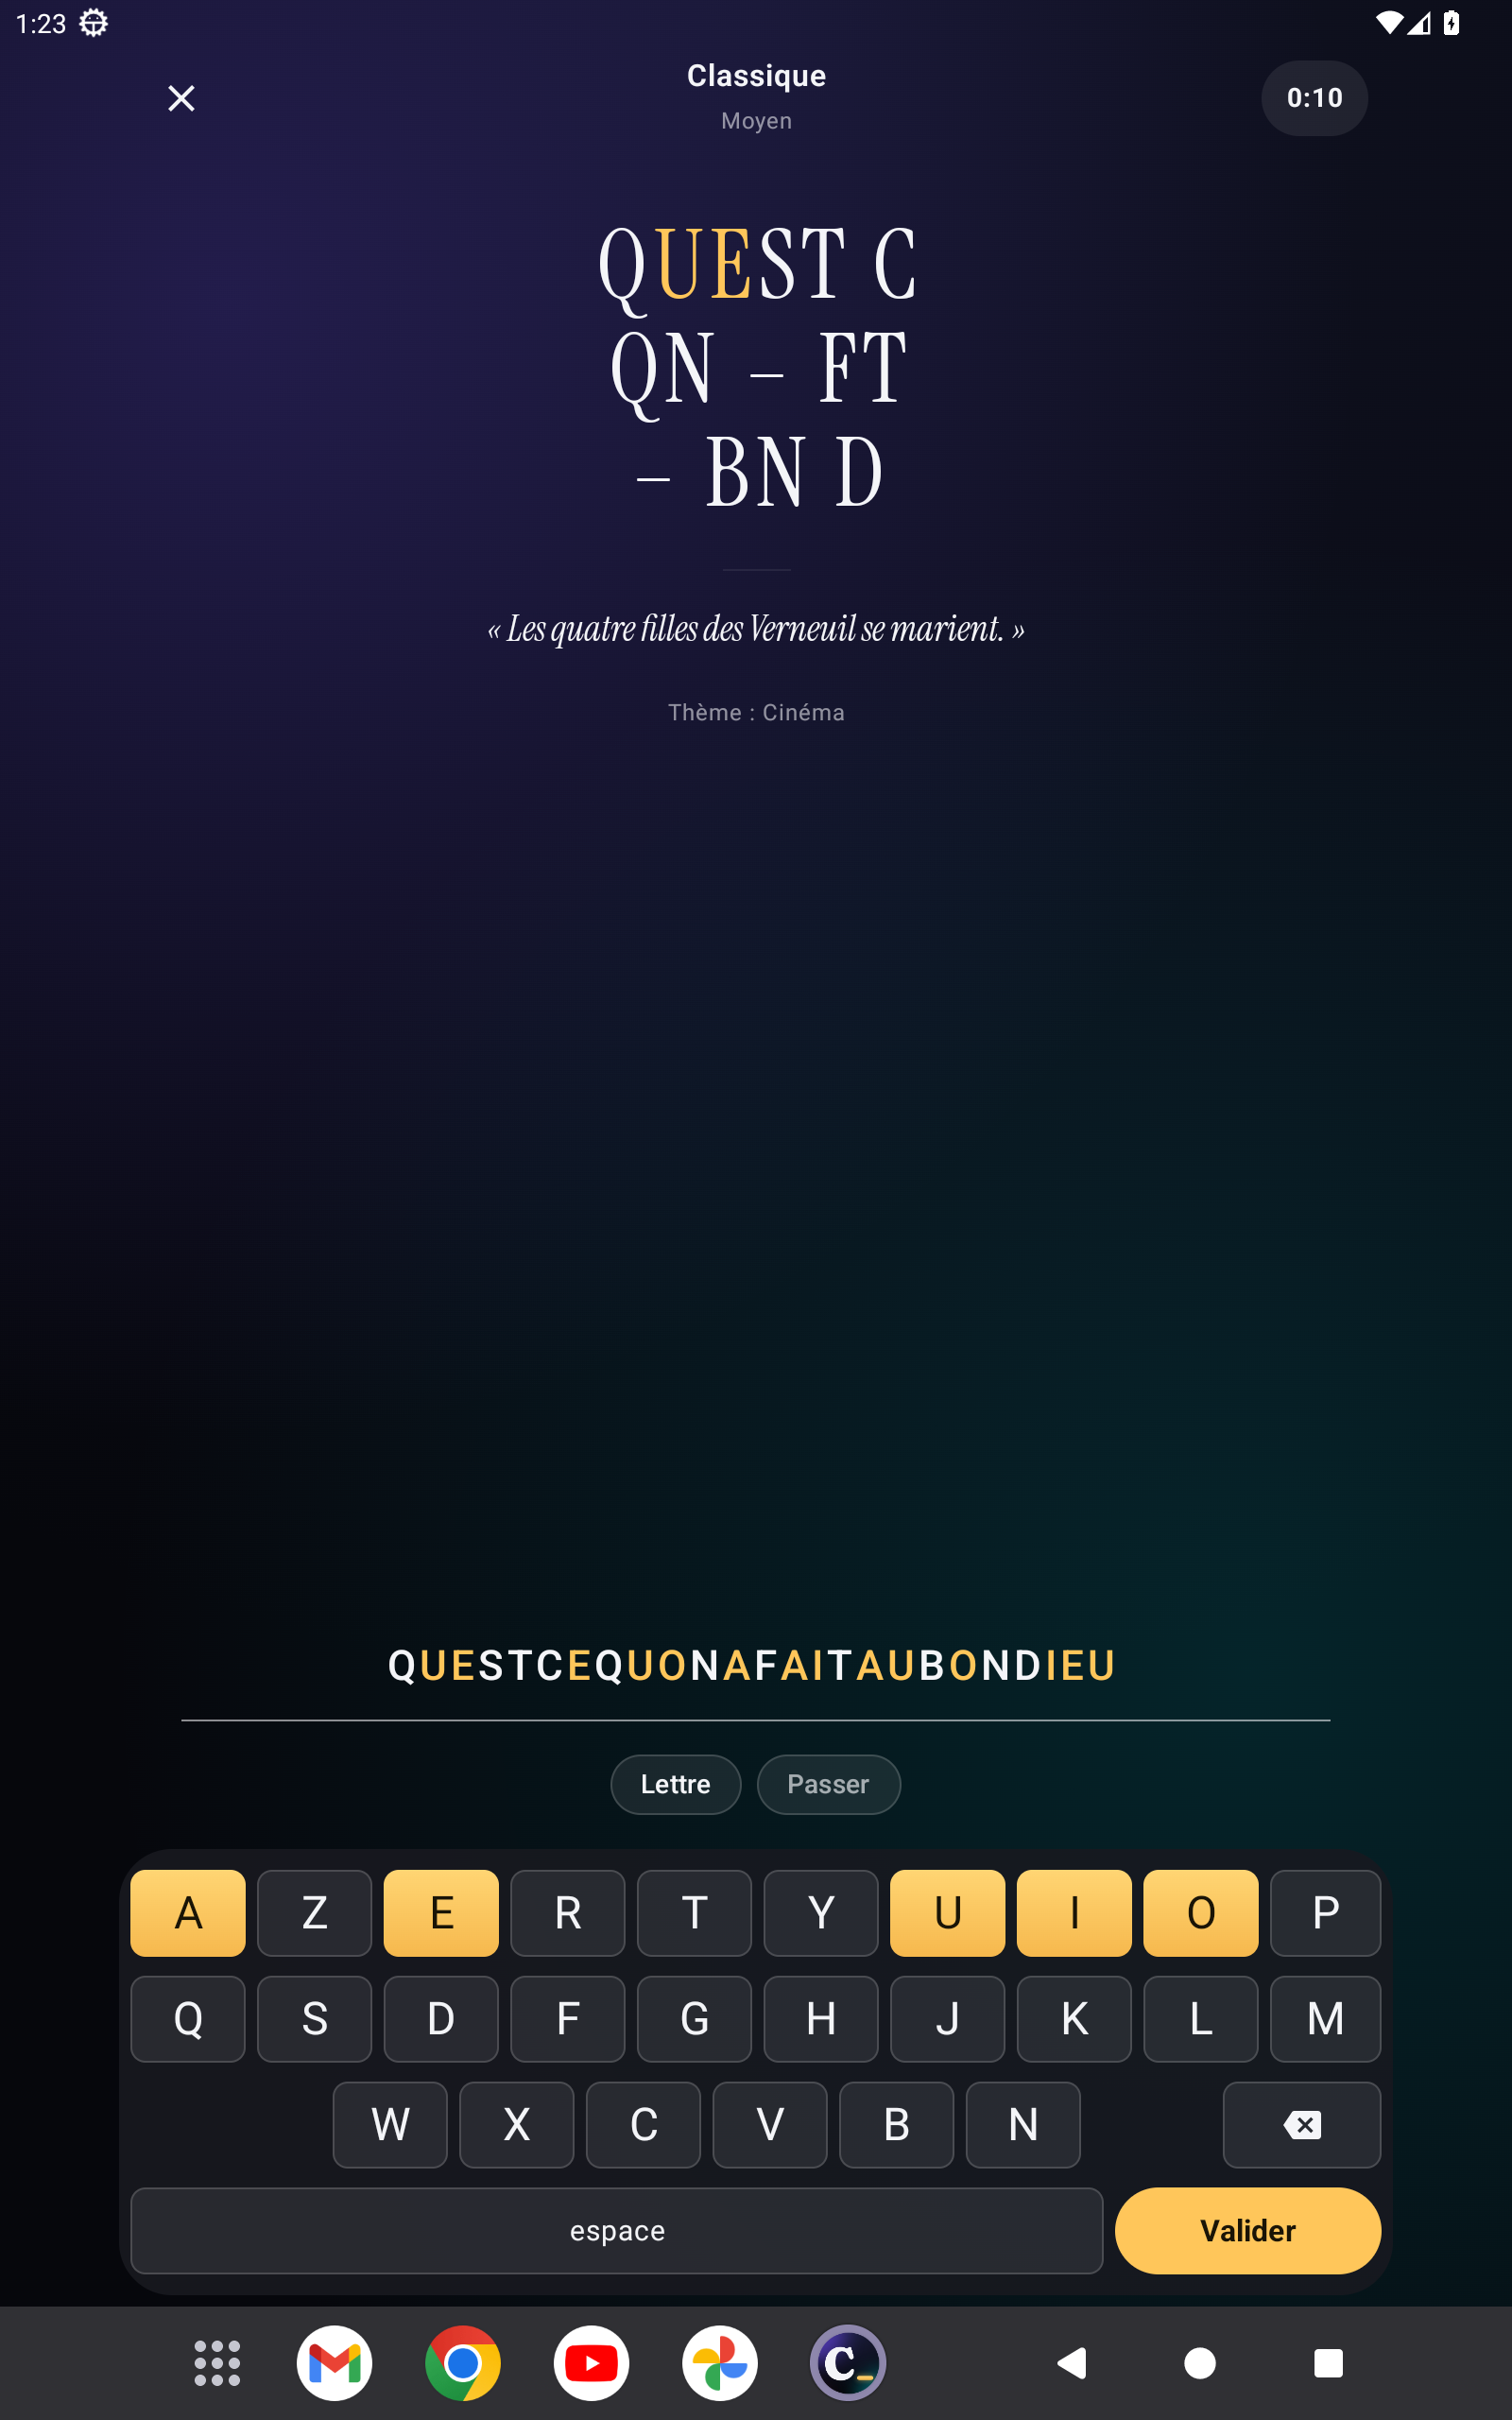 1:23
Classique
Moyen
0:10
QUEST C
QN – FT
– BN D
« Les quatre filles des Verneuil se marient. »
Thème : Cinéma
QUESTCEQUONAFAITAUBONDIEU
Lettre Passer
A Z E R T Y U I O P
Q S D F G H J K L M
W X C V B N
espace Valider
C_